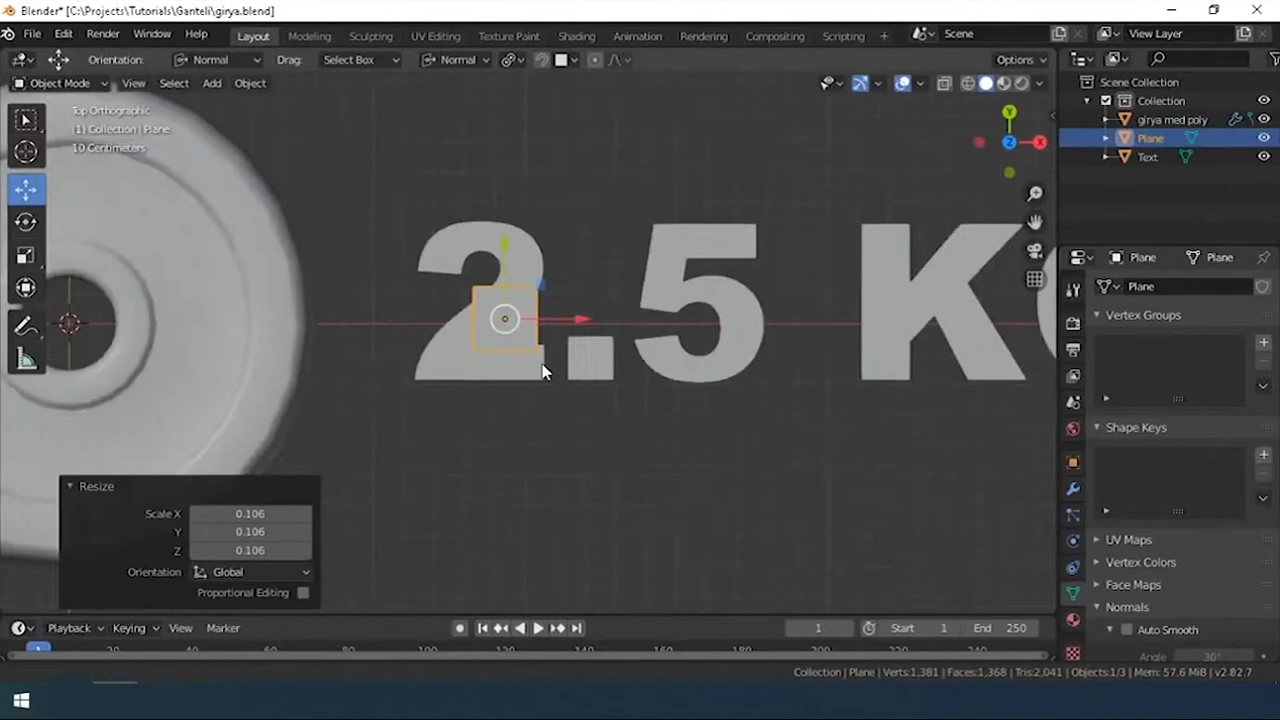 Blender* [C:\Projects\Tutorials\Ganteli\girya.blend]
File Edit Render Window Help Layout Modeling Sculpting UV Editing Texture Paint Shading Animation Rendering Compositing Scripting + Scene View Layer
Orientation: Normal Drag: Select Box Normal Options
Object Mode View Select Add Object
Top Orthographic
(1) Collection | Plane
10 Centimeters
Y
Z
X
2.5 K
Scene Collection
Collection
girya med poly
Plane
Text
Plane Plane
Plane
Vertex Groups
Shape Keys
UV Maps
Vertex Colors
Face Maps
Normals
Auto Smooth
Angle 30°
Resize
Scale X 0.106
Y 0.106
Z 0.106
Orientation Global
Proportional Editing
Playback Keying View Marker 1 Start 1 End 250
Collection | Plane | Verts:1,381 | Faces:1,368 | Tris:2,041 | Objects:1/3 | Mem: 57.6 MiB | v2.82.7